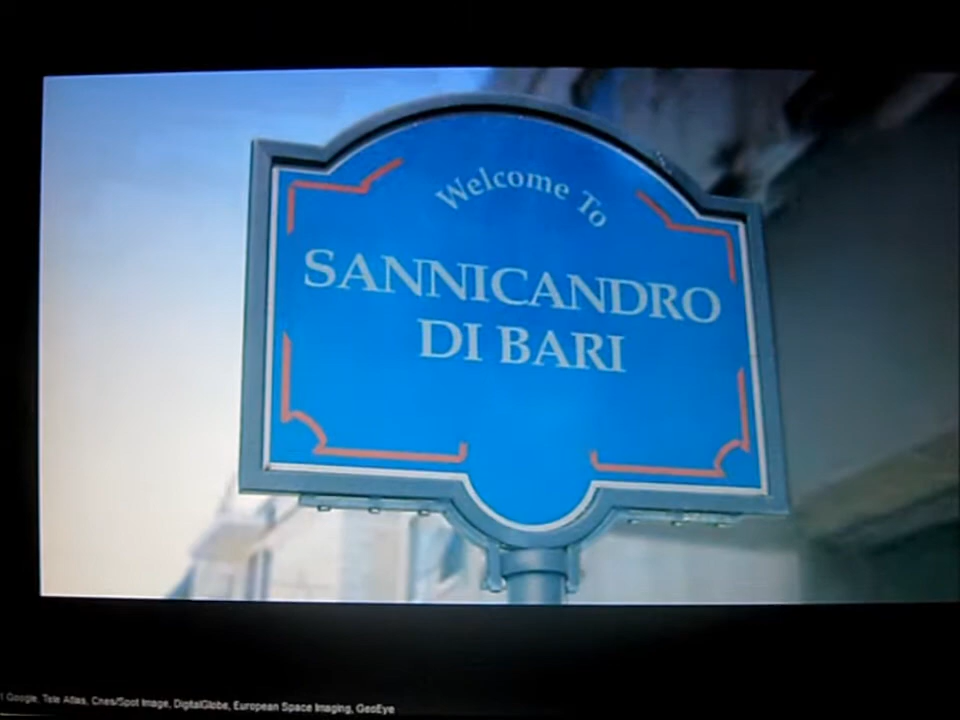 Welcome To
SANNICANDRO
DI BARI
Google, Tele Atlas, Cnes/Spot Image, DigitalGlobe, European Space Imaging, GeoEye